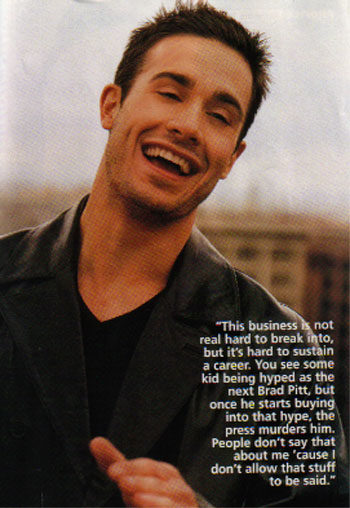 "This business is not
real hard to break into,
but it's hard to sustain
a career. You see some
kid being hyped as the
next Brad Pitt, but
once he starts buying
into that hype, the
press murders him.
People don't say that
about me 'cause I
don't allow that stuff
to be said."